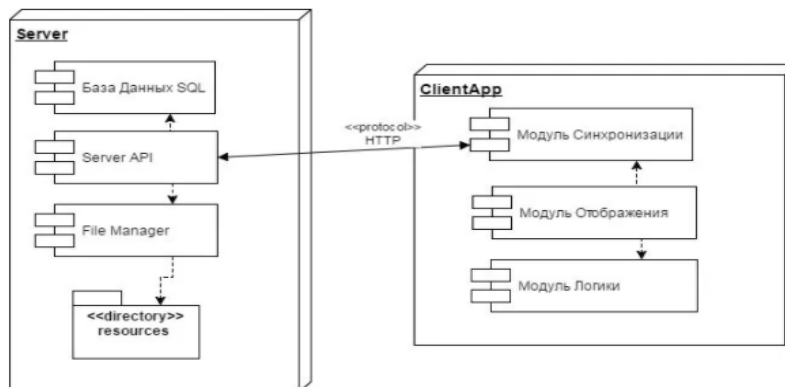 Server
База Данных SQL
Server API
File Manager
<<directory>>
resources
<<protocol>>
HTTP
ClientApp
Модуль Синхронизации
Модуль Отображения
Модуль Логики